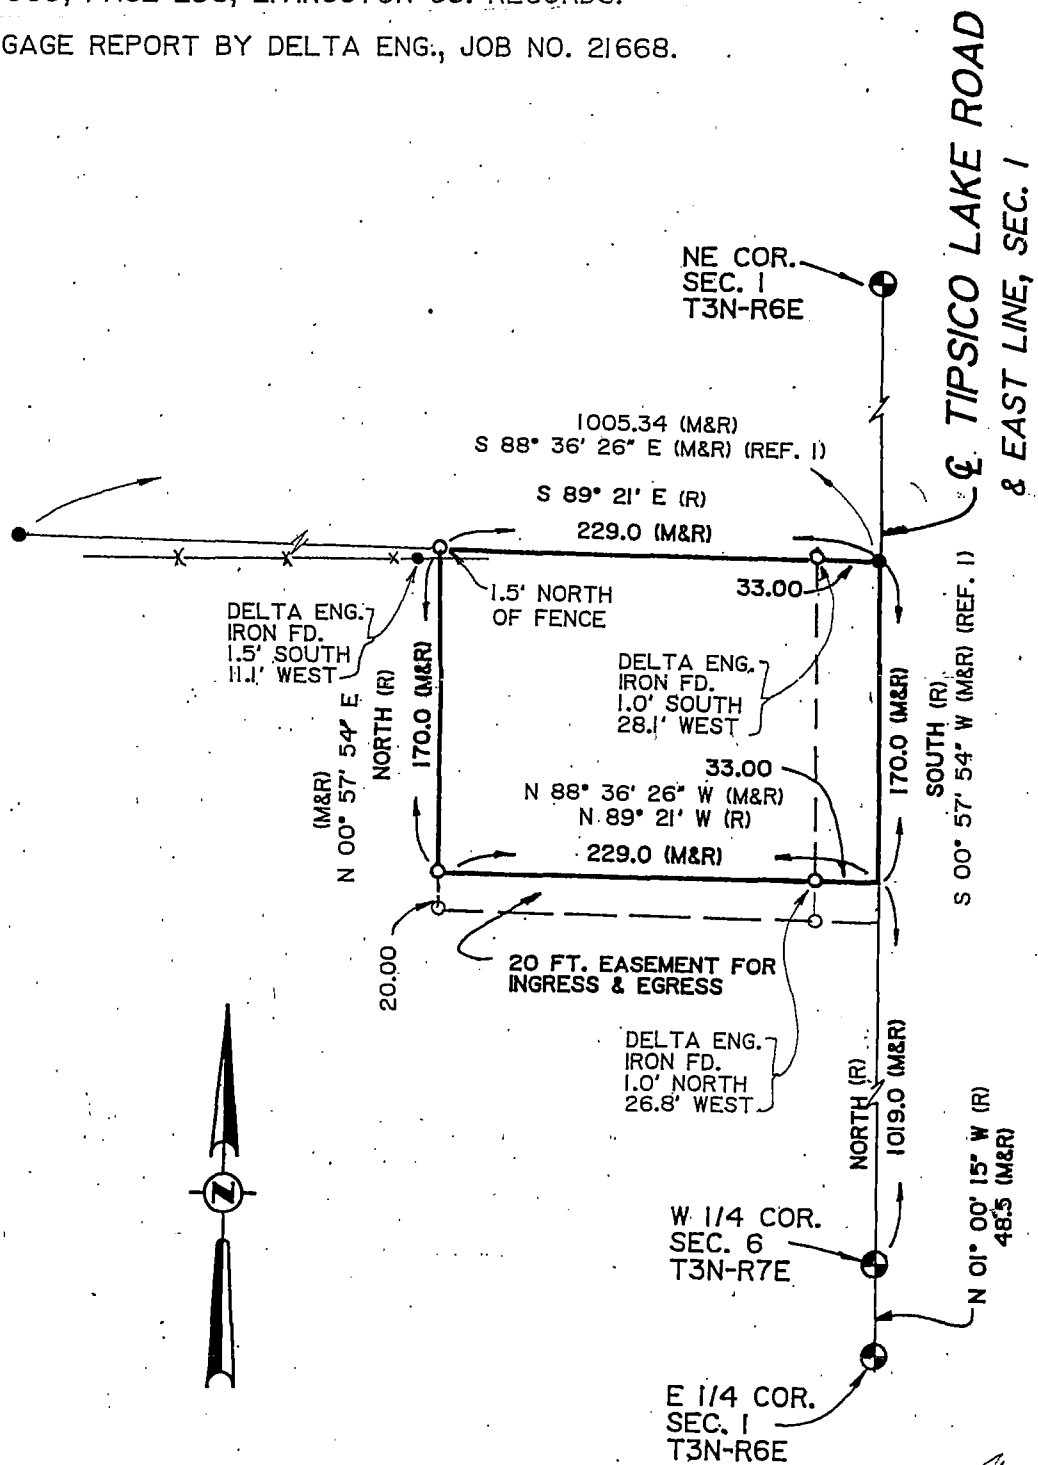 GAGE REPORT BY DELTA ENG., JOB NO. 21668.
℄ TIPSICO LAKE ROAD
& EAST LINE, SEC. 1
NE COR.
SEC. 1
T3N-R6E
1005.34 (M&R)
S 88° 36' 26" E (M&R) (REF. 1)
S 89° 21' E (R)
229.0 (M&R)
33.00
1.5' NORTH
OF FENCE
DELTA ENG.
IRON FD.
1.5' SOUTH
11.1' WEST
(M&R)
N 00° 57' 54" E
NORTH (R)
170.0 (M&R)
DELTA ENG.
IRON FD.
1.0' SOUTH
28.1' WEST
170.0 (M&R)
SOUTH (R)
S 00° 57' 54" W (M&R) (REF. 1)
33.00
N 88° 36' 26" W (M&R)
N 89° 21' W (R)
229.0 (M&R)
20.00
20 FT. EASEMENT FOR
INGRESS & EGRESS
DELTA ENG.
IRON FD.
1.0' NORTH
26.8' WEST
NORTH (R)
1019.0 (M&R)
Z
W 1/4 COR.
SEC. 6
T3N-R7E
N 01° 00' 15" W (R)
48.5 (M&R)
E 1/4 COR.
SEC. 1
T3N-R6E